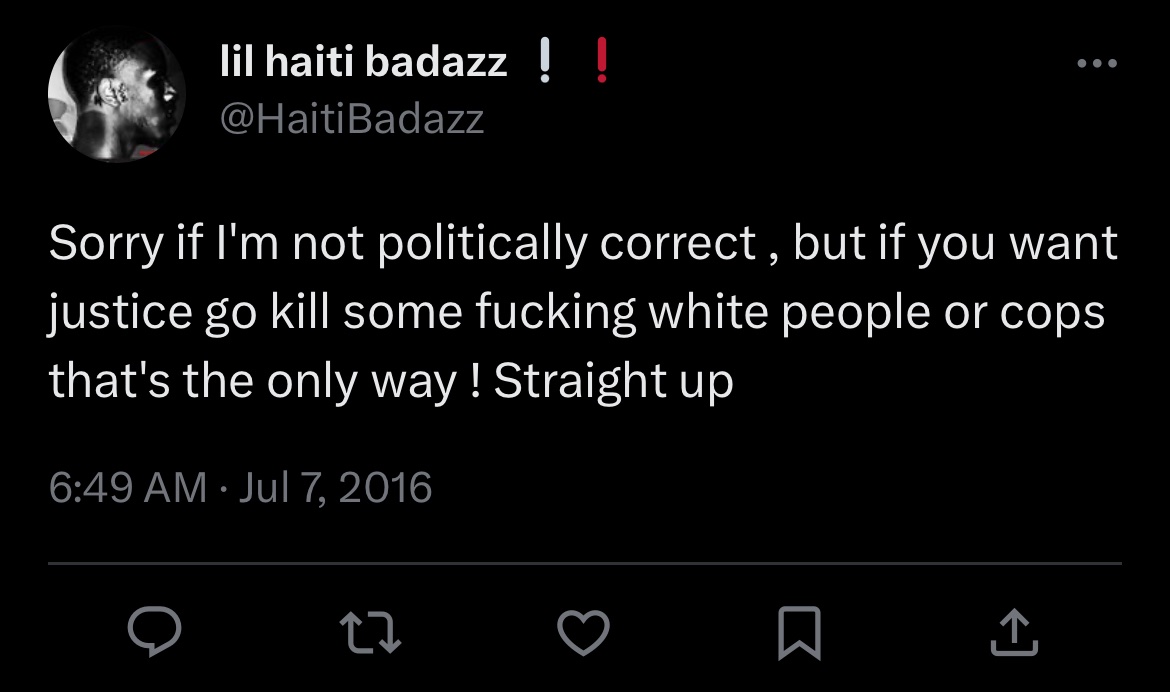 lil haiti badazz ❕ ❗
@HaitiBadazz
Sorry if I'm not politically correct , but if you want
justice go kill some fucking white people or cops
that's the only way ! Straight up
6:49 AM · Jul 7, 2016